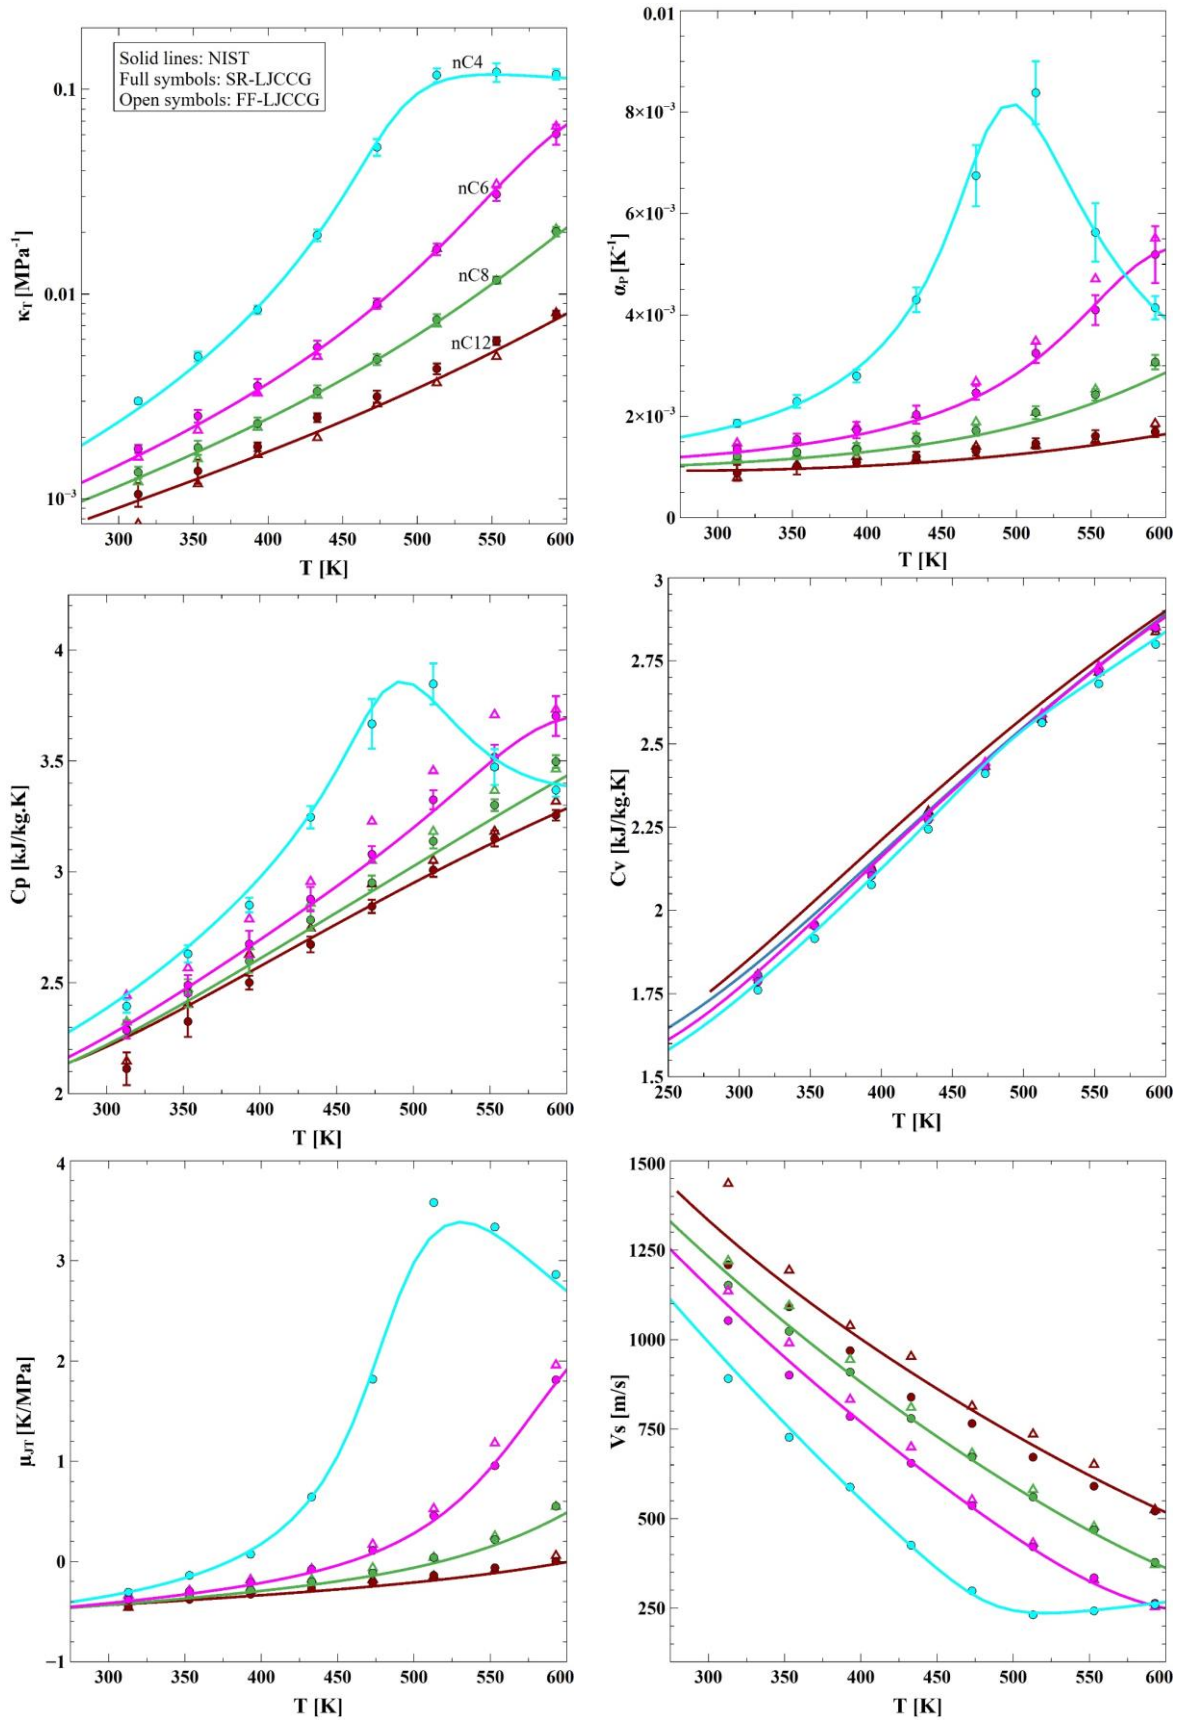 Solid lines: NIST
Full symbols: SR-LJCCG
Open symbols: FF-LJCCG
nC4
nC6
nC8
nC12
0.1
0.01
10⁻³
κT [MPa⁻¹]
300 350 400 450 500 550 600
T [K]
0.01
8×10⁻³
6×10⁻³
4×10⁻³
2×10⁻³
0
αP [K⁻¹]
300 350 400 450 500 550 600
T [K]
4
3.5
3
2.5
2
Cp [kJ/kg.K]
300 350 400 450 500 550 600
T [K]
3
2.75
2.5
2.25
2
1.75
1.5
Cv [kJ/kg.K]
250 300 350 400 450 500 550 600
T [K]
4
3
2
1
0
−1
μJT [K/MPa]
300 350 400 450 500 550 600
T [K]
1500
1250
1000
750
500
250
Vs [m/s]
300 350 400 450 500 550 600
T [K]